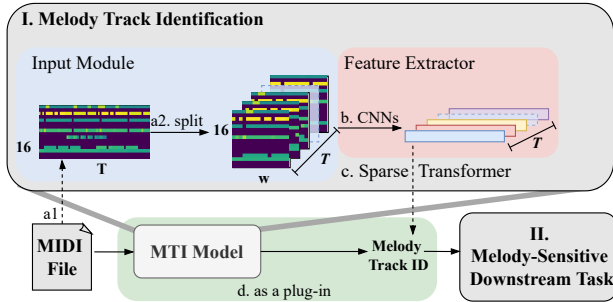 I. Melody Track Identification
Input Module
Feature Extractor
16
T
a2. split
16
w
T
b. CNNs
T
c. Sparse Transformer
a1
MIDI
File
MTI Model
Melody
Track ID
d. as a plug-in
II.
Melody-Sensitive
Downstream Task